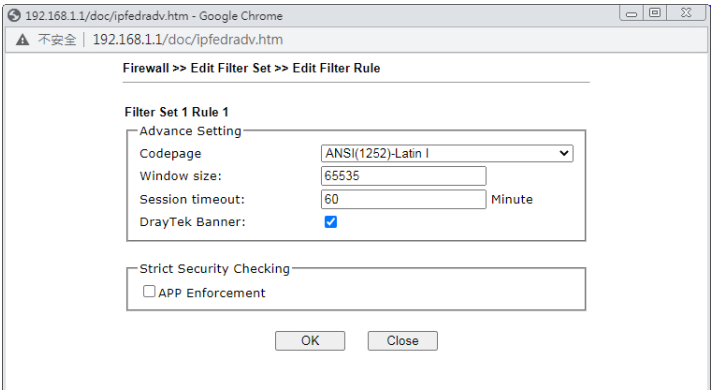 192.168.1.1/doc/ipfedradv.htm - Google Chrome
不安全 | 192.168.1.1/doc/ipfedradv.htm
Firewall >> Edit Filter Set >> Edit Filter Rule
Filter Set 1 Rule 1
Advance Setting
Codepage ANSI(1252)-Latin I
Window size: 65535
Session timeout: 60 Minute
DrayTek Banner:
Strict Security Checking
APP Enforcement
OK Close